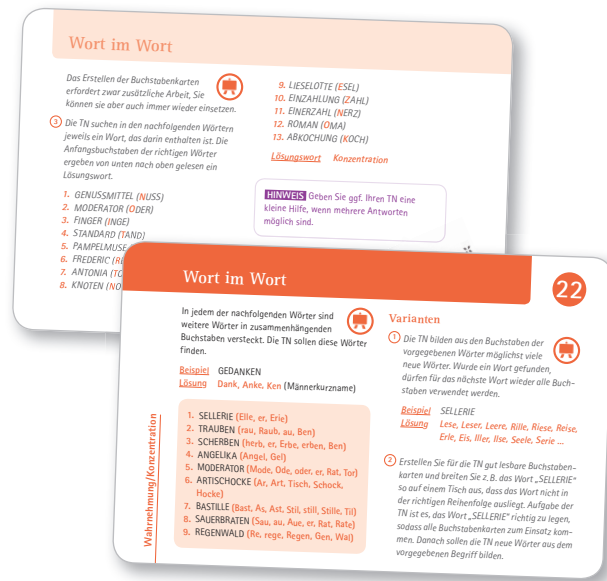 Wort im Wort
Das Erstellen der Buchstabenkarten
erfordert zwar zusätzliche Arbeit, Sie
können sie aber auch immer wieder einsetzen.
3 Die TN suchen in den nachfolgenden Wörtern
jeweils ein Wort, das darin enthalten ist. Die
Anfangsbuchstaben der richtigen Wörter
ergeben von unten nach oben gelesen ein
Lösungswort.
1. GENUSSMITTEL (NUSS)
2. MODERATOR (ODER)
3. FINGER (INGE)
4. STANDARD (TAND)
5. PAMPELMUSE
6. FREDERIC (RE
7. ANTONIA (TO
8. KNOTEN (NO
9. LIESELOTTE (ESEL)
10. EINZAHLUNG (ZAHL)
11. EINERZAHL (NERZ)
12. ROMAN (OMA)
13. ABKOCHUNG (KOCH)
Lösungswort Konzentration
HINWEIS Geben Sie ggf. Ihren TN eine
kleine Hilfe, wenn mehrere Antworten
möglich sind.
Wort im Wort
22
In jedem der nachfolgenden Wörter sind
weitere Wörter in zusammenhängenden
Buchstaben versteckt. Die TN sollen diese Wörter
finden.
Beispiel GEDANKEN
Lösung Dank, Anke, Ken (Männerkurzname)
1. SELLERIE (Elle, er, Erie)
2. TRAUBEN (rau, Raub, au, Ben)
3. SCHERBEN (herb, er, Erbe, erben, Ben)
4. ANGELIKA (Angel, Gel)
5. MODERATOR (Mode, Ode, oder, er, Rat, Tor)
6. ARTISCHOCKE (Ar, Art, Tisch, Schock,
Hocke)
7. BASTILLE (Bast, As, Ast, Stil, still, Stille, Til)
8. SAUERBRATEN (Sau, au, Aue, er, Rat, Rate)
9. REGENWALD (Re, rege, Regen, Gen, Wal)
Wahrnehmung/Konzentration
Varianten
1 Die TN bilden aus den Buchstaben der
vorgegebenen Wörter möglichst viele
neue Wörter. Wurde ein Wort gefunden,
dürfen für das nächste Wort wieder alle Buch-
staben verwendet werden.
Beispiel SELLERIE
Lösung Lese, Leser, Leere, Rille, Riese, Reise,
Erle, Eis, Iller, Ilse, Seele, Serie ...
2 Erstellen Sie für die TN gut lesbare Buchstaben-
karten und breiten Sie z. B. das Wort „SELLERIE“
so auf einem Tisch aus, dass das Wort nicht in
der richtigen Reihenfolge ausliegt. Aufgabe der
TN ist es, das Wort „SELLERIE“ richtig zu legen,
sodass alle Buchstabenkarten zum Einsatz kom-
men. Danach sollen die TN neue Wörter aus dem
vorgegebenen Begriff bilden.